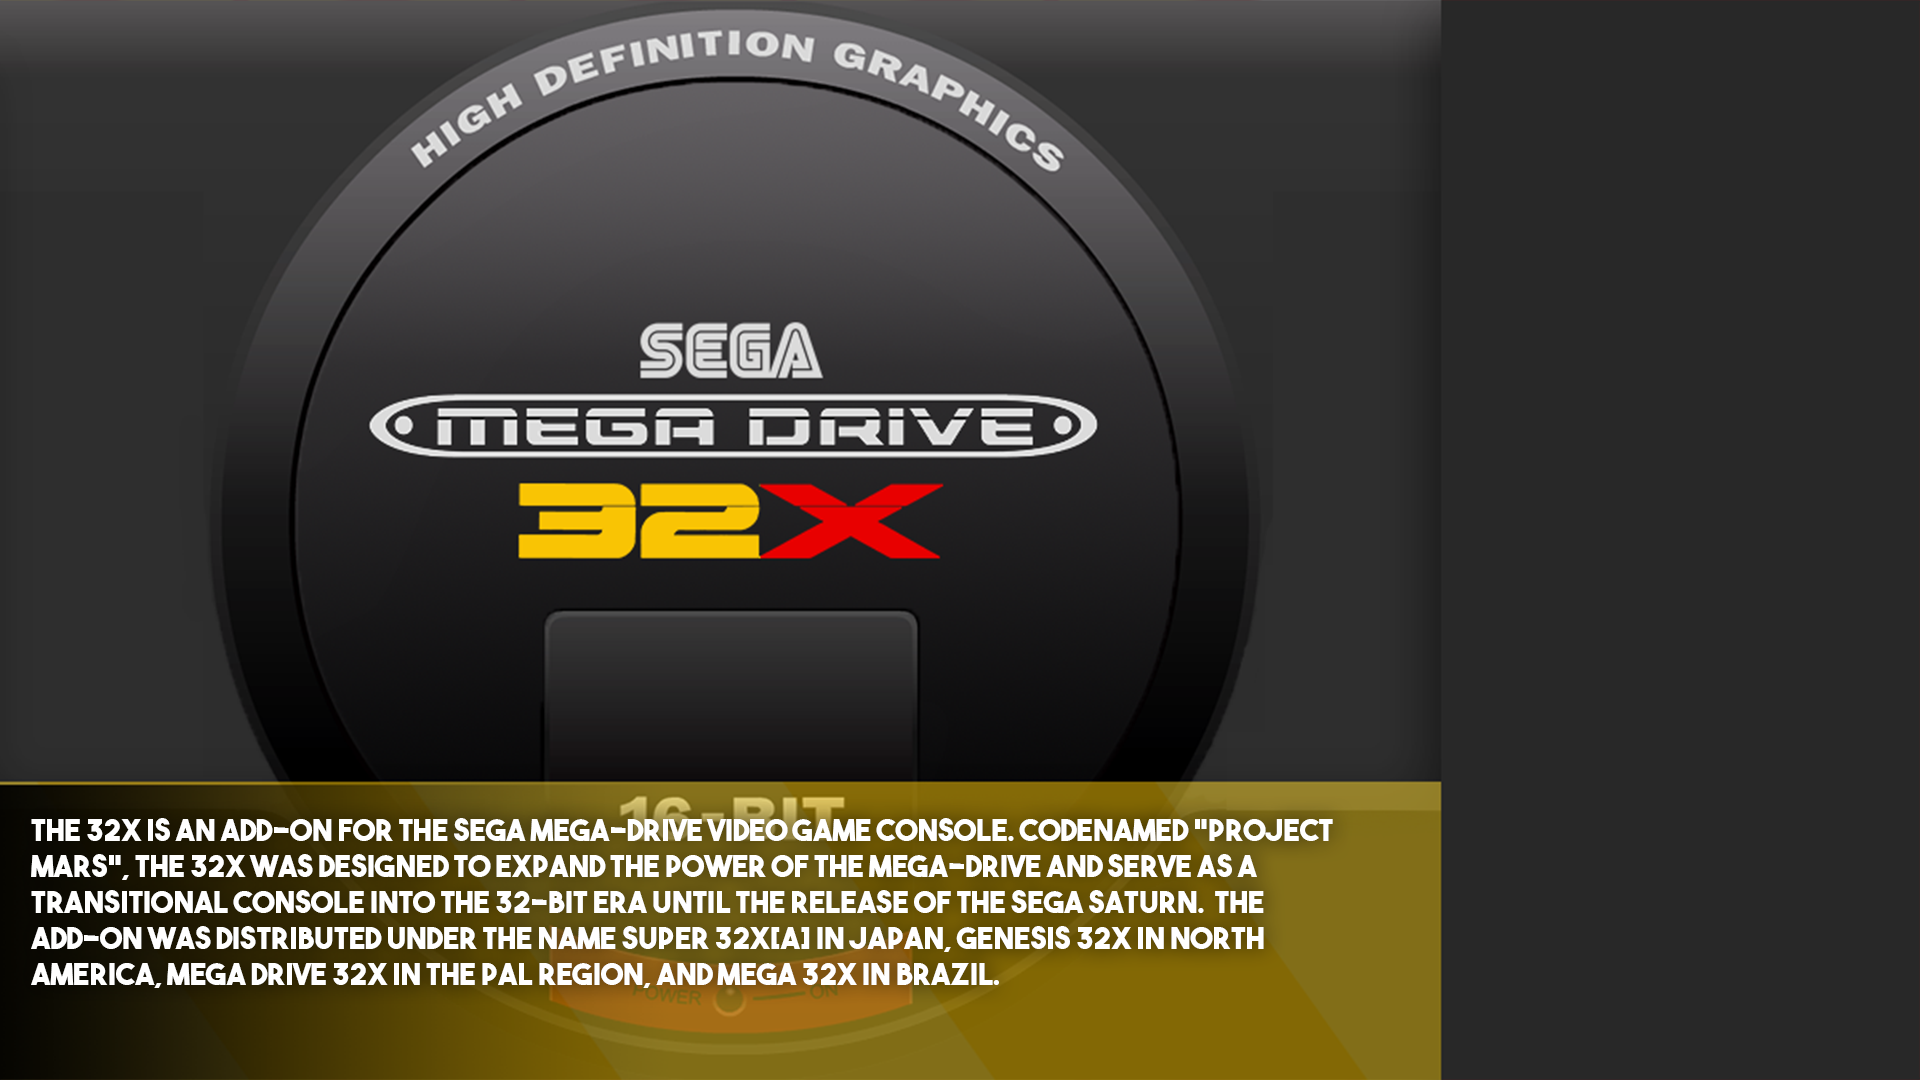 HIGH DEFINITION GRAPHICS
SEGA
MEGA DRIVE
32X
16-BIT
THE 32X IS AN ADD-ON FOR THE SEGA MEGA-DRIVE VIDEO GAME CONSOLE. CODENAMED "PROJECT
MARS", THE 32X WAS DESIGNED TO EXPAND THE POWER OF THE MEGA-DRIVE AND SERVE AS A
TRANSITIONAL CONSOLE INTO THE 32-BIT ERA UNTIL THE RELEASE OF THE SEGA SATURN. THE
ADD-ON WAS DISTRIBUTED UNDER THE NAME SUPER 32X[A] IN JAPAN, GENESIS 32X IN NORTH
AMERICA, MEGA DRIVE 32X IN THE PAL REGION, AND MEGA 32X IN BRAZIL.
POWER ON